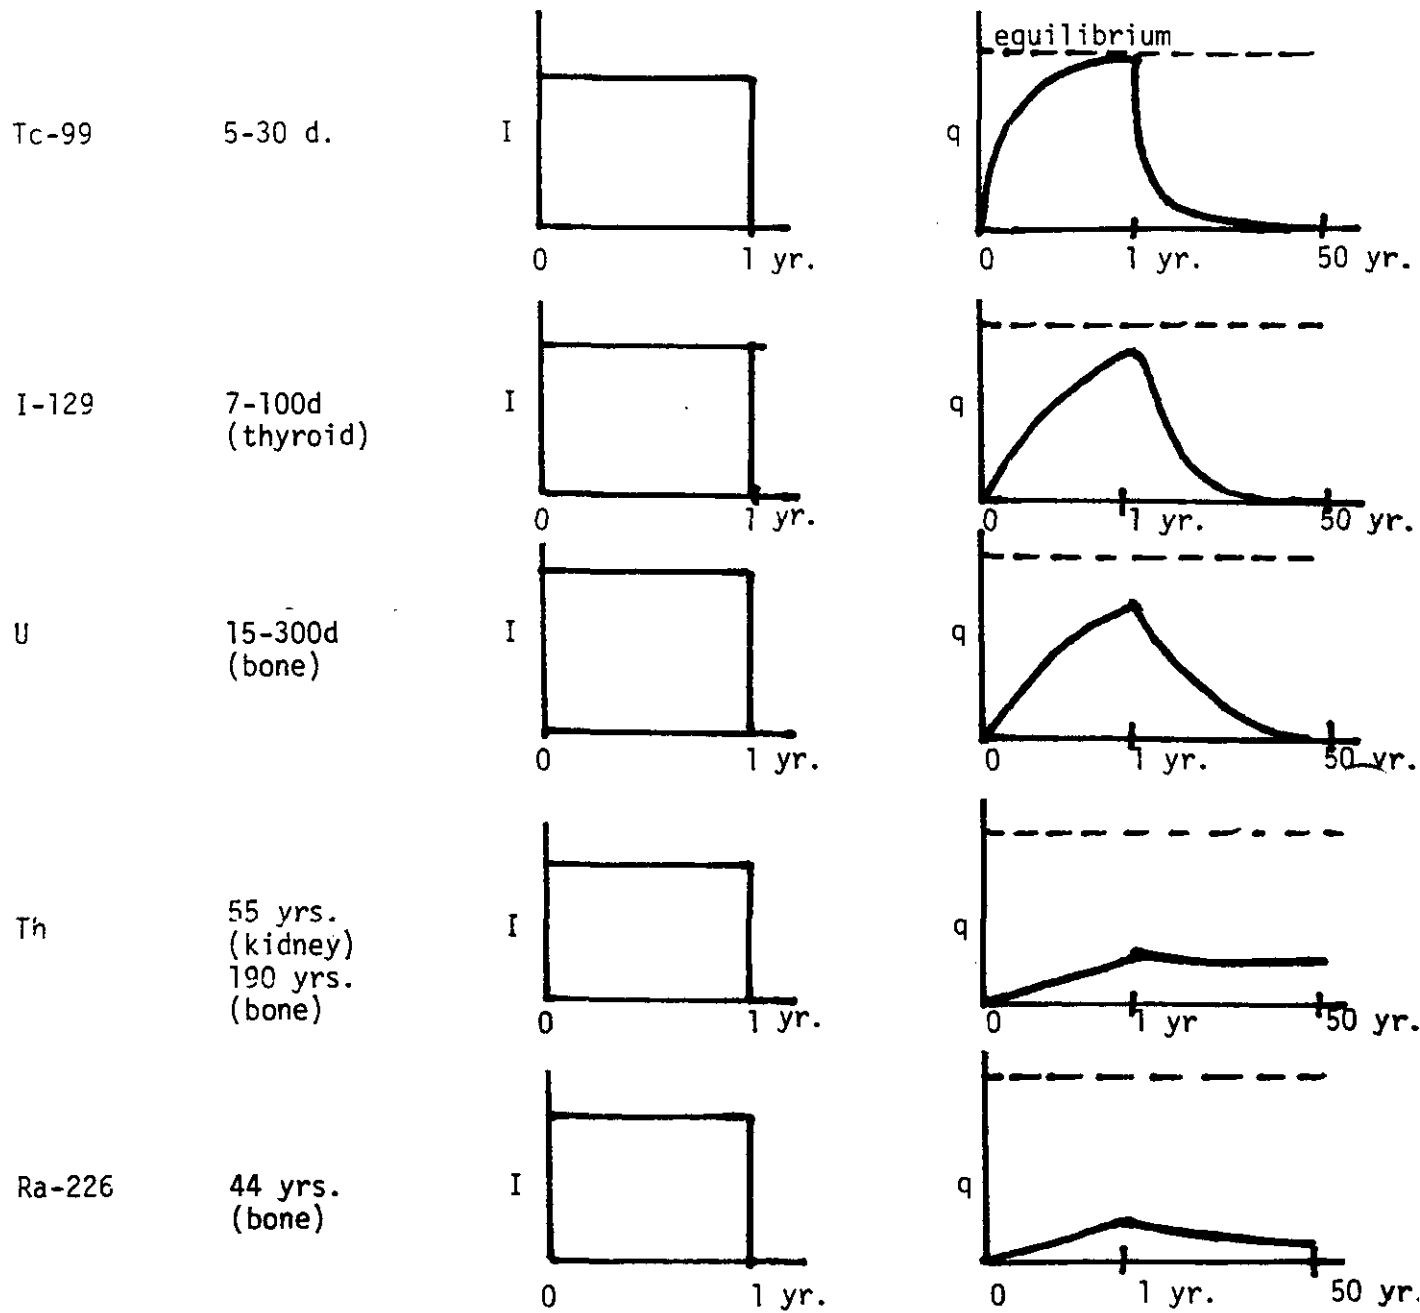 equilibrium
Tc-99 5-30 d. I q
0 1 yr. 0 1 yr. 50 yr.
I-129 7-100d I q
(thyroid)
0 1 yr. 0 1 yr. 50 yr.
U 15-300d I q
(bone)
0 1 yr. 0 1 yr. 50 yr.
Th 55 yrs. I q
(kidney)
190 yrs.
(bone)
0 1 yr. 0 1 yr 50 yr.
Ra-226 44 yrs. I q
(bone)
0 1 yr. 0 1 yr. 50 yr.